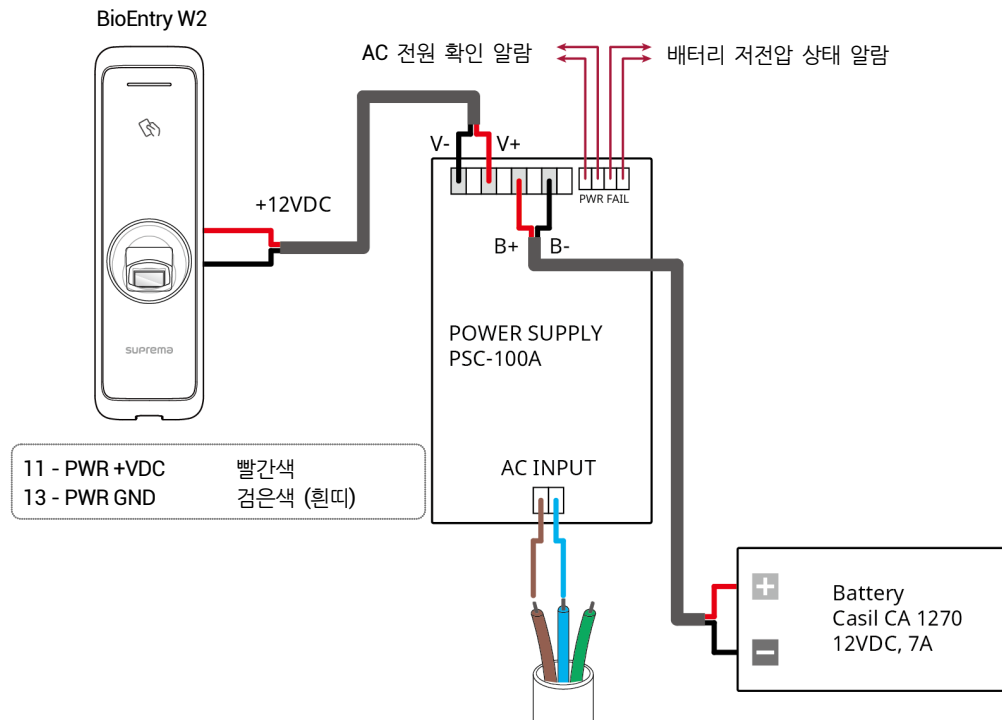 BioEntry W2
AC 전원 확인 알람
배터리 저전압 상태 알람
V- V+
PWR FAIL
+12VDC
B+ B-
suprema
POWER SUPPLY
PSC-100A
11 - PWR +VDC 빨간색
13 - PWR GND 검은색 (흰띠)
AC INPUT
Battery
Casil CA 1270
12VDC, 7A